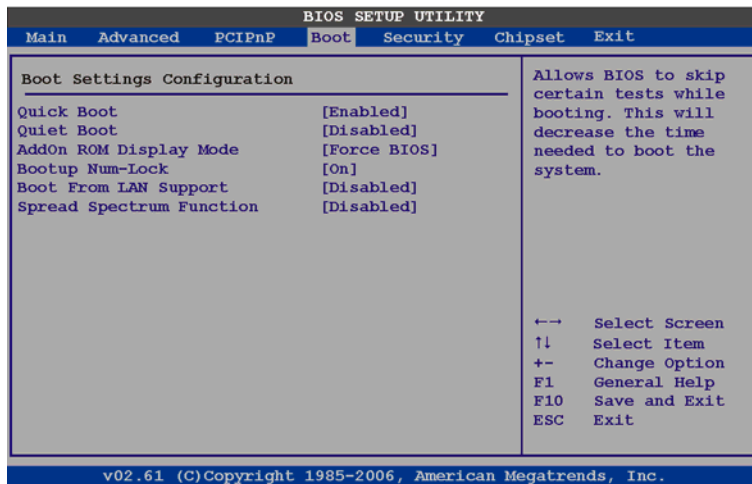 BIOS SETUP UTILITY
Main Advanced PCIPnP Boot Security Chipset Exit
Boot Settings Configuration
Quick Boot [Enabled]
Quiet Boot [Disabled]
AddOn ROM Display Mode [Force BIOS]
Bootup Num-Lock [On]
Boot From LAN Support [Disabled]
Spread Spectrum Function [Disabled]
Allows BIOS to skip
certain tests while
booting. This will
decrease the time
needed to boot the
system.
←→ Select Screen
↑↓ Select Item
+- Change Option
F1 General Help
F10 Save and Exit
ESC Exit
v02.61 (C)Copyright 1985-2006, American Megatrends, Inc.